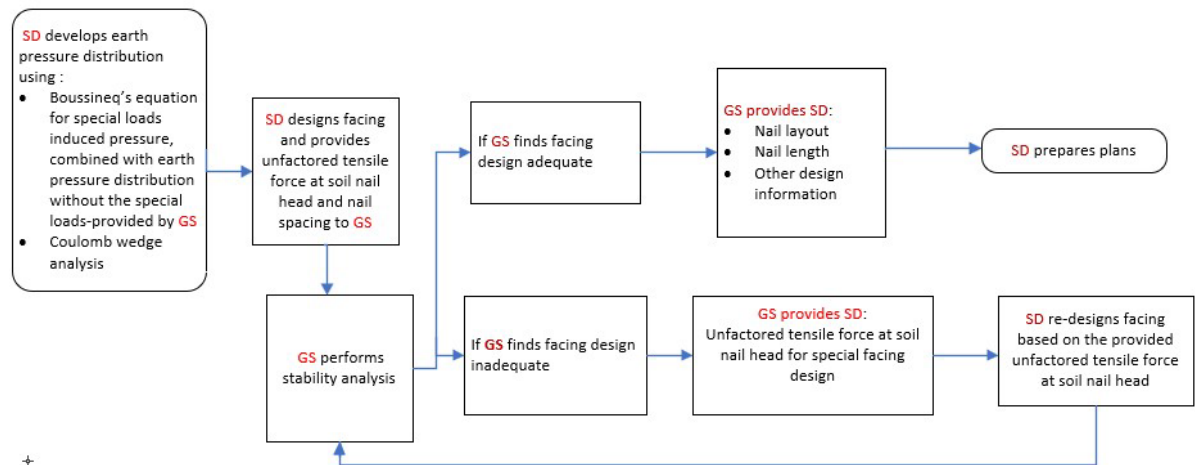 SD develops earth
pressure distribution
using :
• Boussineq's equation
for special loads
induced pressure,
combined with earth
pressure distribution
without the special
loads-provided by GS
• Coulomb wedge
analysis
SD designs facing
and provides
unfactored tensile
force at soil nail
head and nail
spacing to GS
GS performs
stability analysis
If GS finds facing
design adequate
GS provides SD:
• Nail layout
• Nail length
• Other design
information
SD prepares plans
If GS finds facing design
inadequate
GS provides SD:
Unfactored tensile force at soil
nail head for special facing
design
SD re-designs facing
based on the provided
unfactored tensile force
at soil nail head